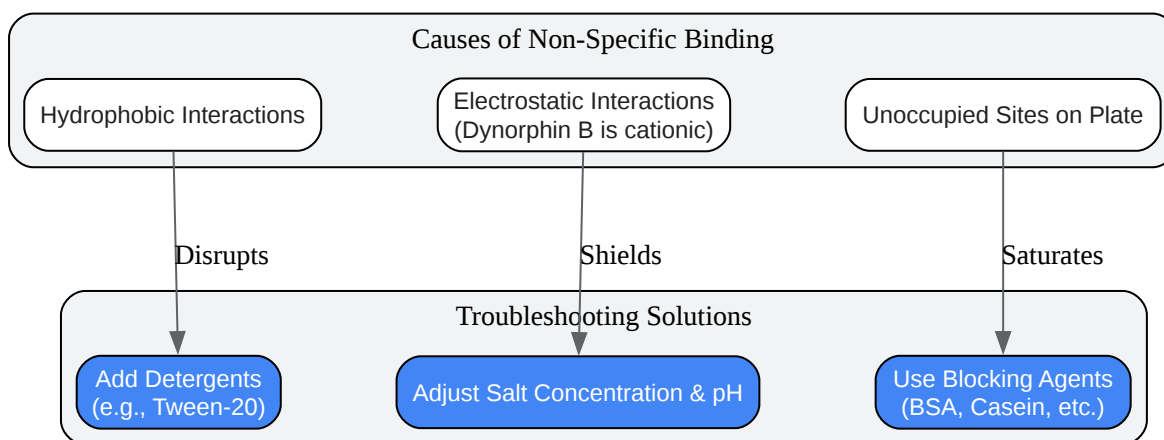 Causes of Non-Specific Binding
Hydrophobic Interactions
Electrostatic Interactions
(Dynorphin B is cationic)
Unoccupied Sites on Plate
Disrupts
Shields
Saturates
Troubleshooting Solutions
Add Detergents
(e.g., Tween-20)
Adjust Salt Concentration & pH
Use Blocking Agents
(BSA, Casein, etc.)